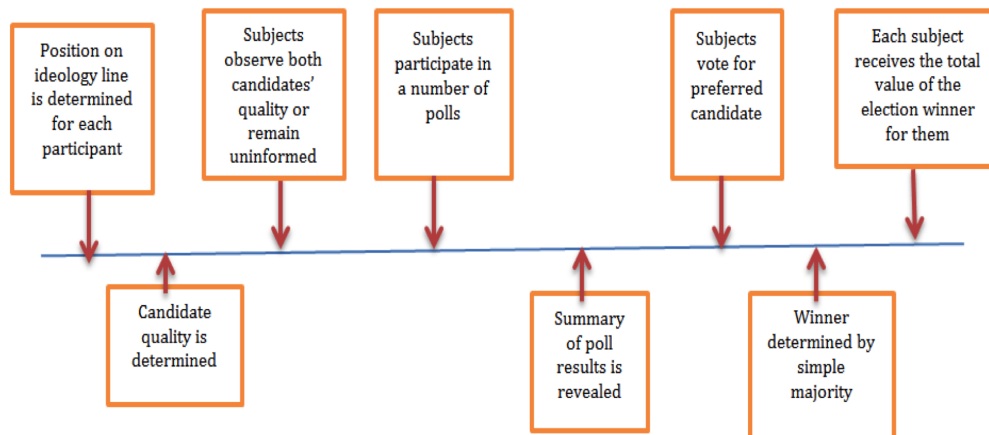 Position on
ideology line
is determined
for each
participant
Candidate
quality is
determined
Subjects
observe both
candidates’
quality or
remain
uninformed
Subjects
participate in
a number of
polls
Summary
of poll
results is
revealed
Subjects
vote for
preferred
candidate
Winner
determined by
simple
majority
Each subject
receives the total
value of the
election winner
for them